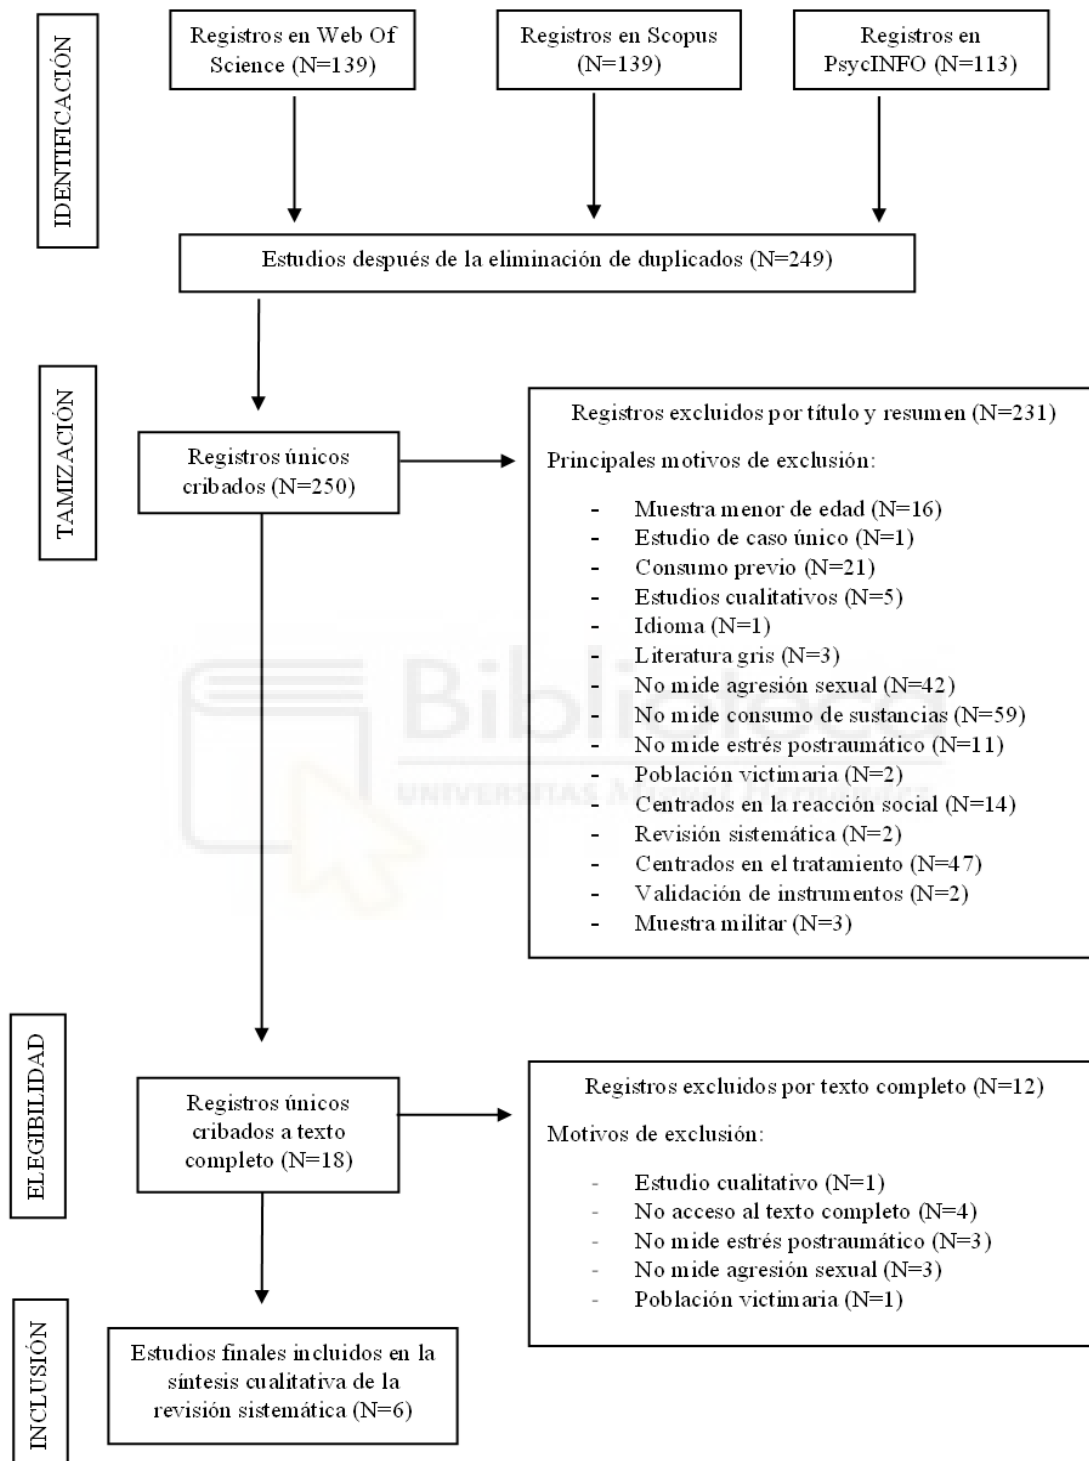 IDENTIFICACIÓN
Registros en Web Of
Science (N=139)
Registros en Scopus
(N=139)
Registros en
PsycINFO (N=113)
Estudios después de la eliminación de duplicados (N=249)
TAMIZACIÓN
Registros únicos
cribados (N=250)
Registros excluidos por título y resumen (N=231)
Principales motivos de exclusión:
- Muestra menor de edad (N=16)
- Estudio de caso único (N=1)
- Consumo previo (N=21)
- Estudios cualitativos (N=5)
- Idioma (N=1)
- Literatura gris (N=3)
- No mide agresión sexual (N=42)
- No mide consumo de sustancias (N=59)
- No mide estrés postraumático (N=11)
- Población victimaria (N=2)
- Centrados en la reacción social (N=14)
- Revisión sistemática (N=2)
- Centrados en el tratamiento (N=47)
- Validación de instrumentos (N=2)
- Muestra militar (N=3)
Biblioteca
UNIVERSITAS Miguel Hernández
ELEGIBILIDAD
Registros únicos
cribados a texto
completo (N=18)
Registros excluidos por texto completo (N=12)
Motivos de exclusión:
- Estudio cualitativo (N=1)
- No acceso al texto completo (N=4)
- No mide estrés postraumático (N=3)
- No mide agresión sexual (N=3)
- Población victimaria (N=1)
INCLUSIÓN
Estudios finales incluidos en la
síntesis cualitativa de la
revisión sistemática (N=6)